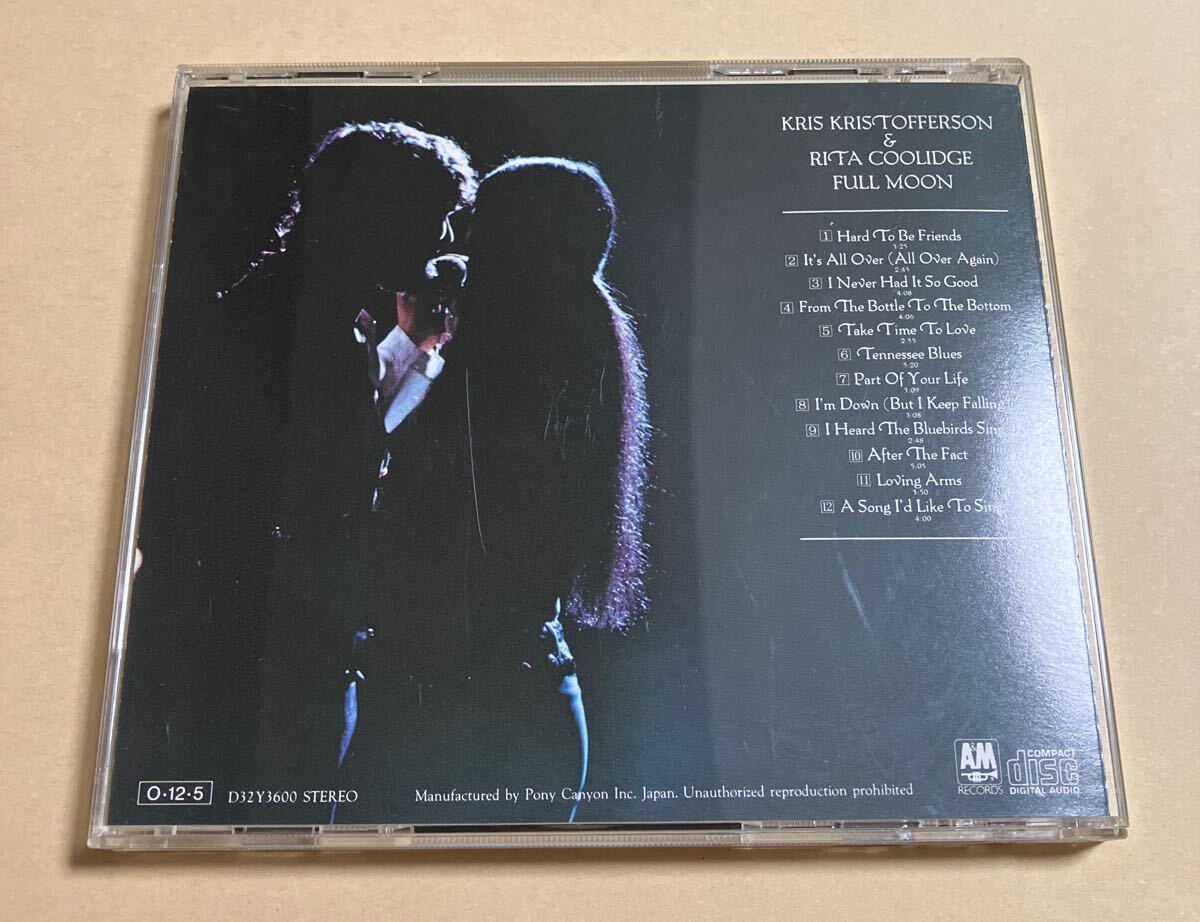 KRIS KRISTOFFERSON
&
RITA COOLIDGE
FULL MOON
1 Hard To Be Friends
3:25
2 It's All Over (All Over Again)
2:45
3 I Never Had It So Good
4:08
4 From The Bottle To The Bottom
4:06
5 Take Time To Love
2:55
6 Tennessee Blues
5:20
7 Part Of Your Life
3:09
8 I'm Down (But I Keep Falling)
3:08
9 I Heard The Bluebirds Sing
2:48
10 After The Fact
5:05
11 Loving Arms
3:50
12 A Song I'd Like To Sing
4:00
O·12·5
D32Y3600 STEREO
Manufactured by Pony Canyon Inc. Japan. Unauthorized reproduction prohibited
A&M
RECORDS
COMPACT
disc
DIGITAL AUDIO